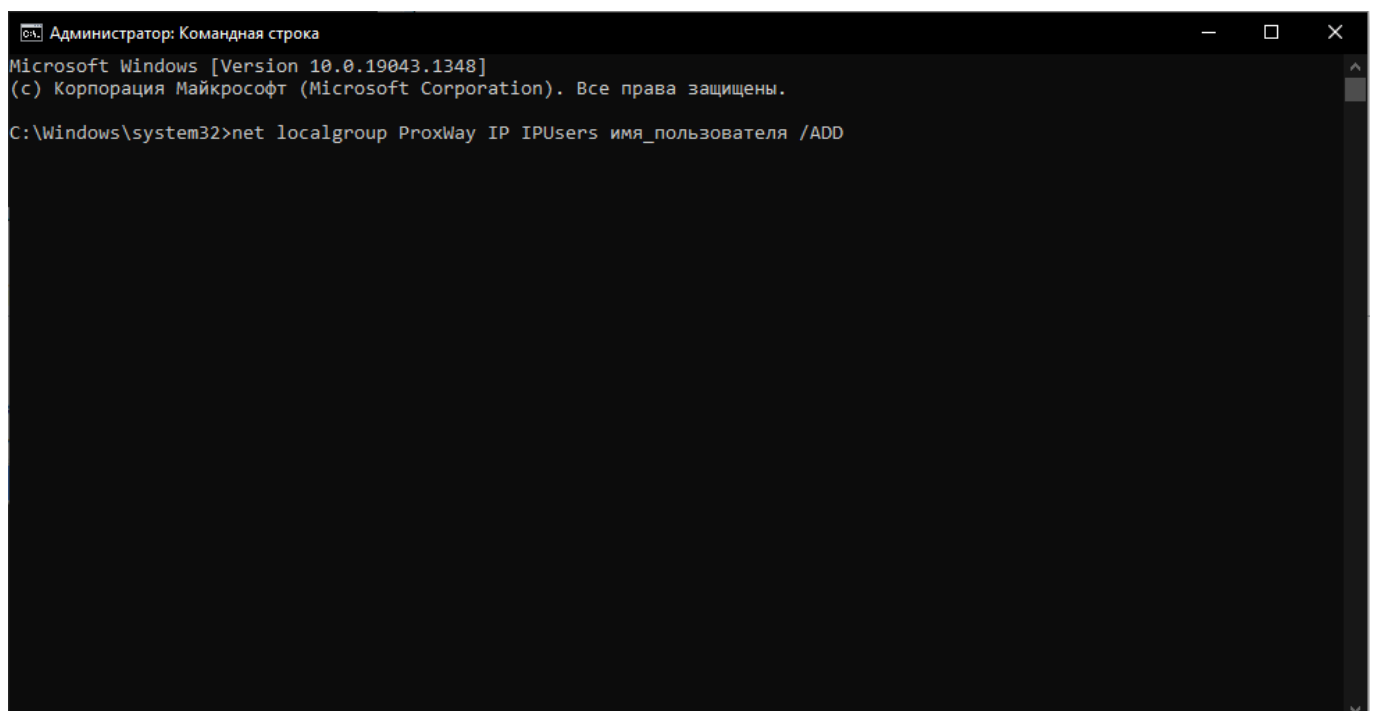 Администратор: Командная строка
Microsoft Windows [Version 10.0.19043.1348]
(c) Корпорация Майкрософт (Microsoft Corporation). Все права защищены.
C:\Windows\system32>net localgroup ProxWay IP IPUsers имя_пользователя /ADD